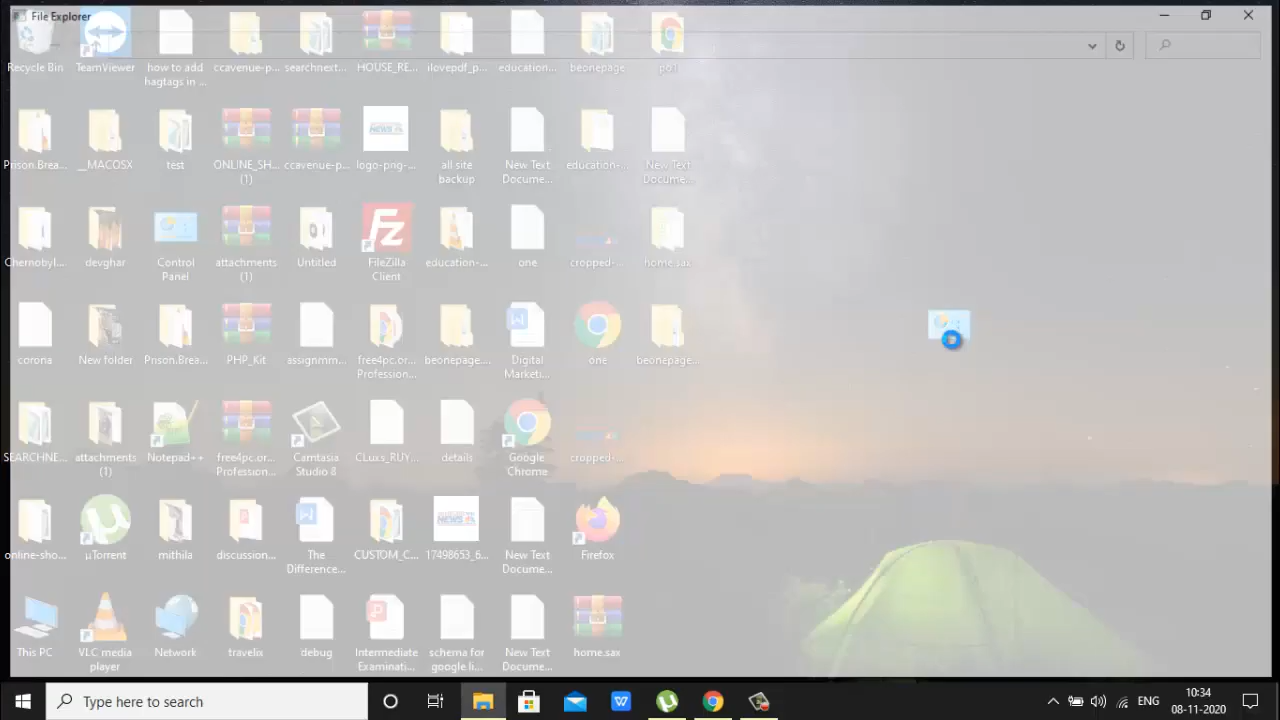 File Explorer
Recycle Bin
TeamViewer
how to add
hagtags in ...
ccavenue-p...
searchnext...
HOUSE_RE...
ilovepdf_p...
education...
beonepage
po1
Prison.Brea...
__MACOSX
test
ONLINE_SH...
(1)
ccavenue-p...
logo-png-...
all site
backup
New Text
Docume...
education-...
New Text
Docume...
Chernobyl....
devghar
Control
Panel
attachments
(1)
Untitled
FileZilla
Client
education-...
one
cropped-...
home.sax
corona
New folder
Prison.Brea...
PHP_Kit
assignmm...
free4pc.or...
Profession...
beonepage...
Digital
Marketi...
one
beonepage...
SEARCHNE...
attachments
(1)
Notepad++
free4pc.or...
Profession...
Camtasia
Studio 8
CLuxs_RUY...
details
Google
Chrome
cropped-...
online-sho...
µTorrent
mithila
discussion...
The
Difference...
CUSTOM_C...
17498653_6...
New Text
Docume...
Firefox
This PC
VLC media
player
Network
travelix
debug
Intermediate
Examinati...
schema for
google li...
New Text
Docume...
home.sax
Type here to search
ENG
10:34
08-11-2020